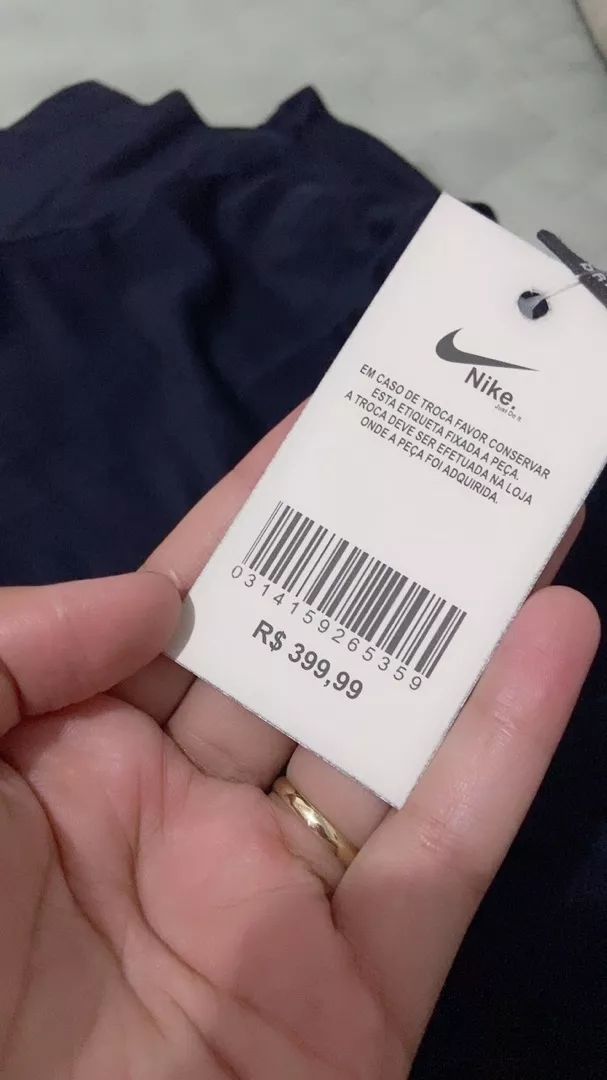 Nike.
Just Do It
EM CASO DE TROCA FAVOR CONSERVAR
ESTA ETIQUETA FIXADA A PEÇA.
A TROCA DEVE SER EFETUADA NA LOJA
ONDE A PEÇA FOI ADQUIRIDA.
0314159265359
R$ 399,99